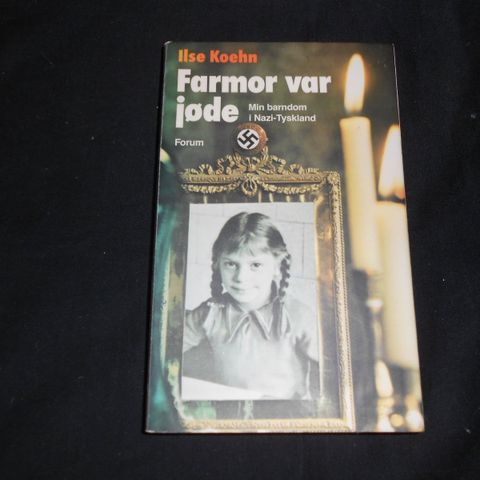 Ilse Koehn
Farmor var
jøde
Min barndom
i Nazi-Tyskland
Forum